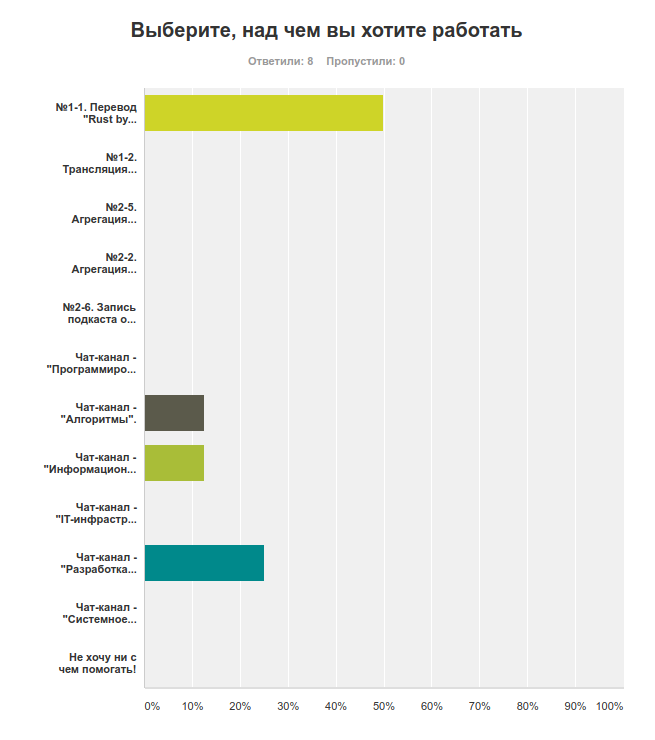 Выберите, над чем вы хотите работать
Ответили: 8 Пропустили: 0
№1-1. Перевод
"Rust by...
№1-2.
Трансляция...
№2-5.
Агрегация...
№2-2.
Агрегация...
№2-6. Запись
подкаста о...
Чат-канал -
"Программиро...
Чат-канал -
"Алгоритмы".
Чат-канал -
"Информацион...
Чат-канал -
"IT-инфрастр...
Чат-канал -
"Разработка...
Чат-канал -
"Системное...
Не хочу ни с
чем помогать!
0% 10% 20% 30% 40% 50% 60% 70% 80% 90% 100%